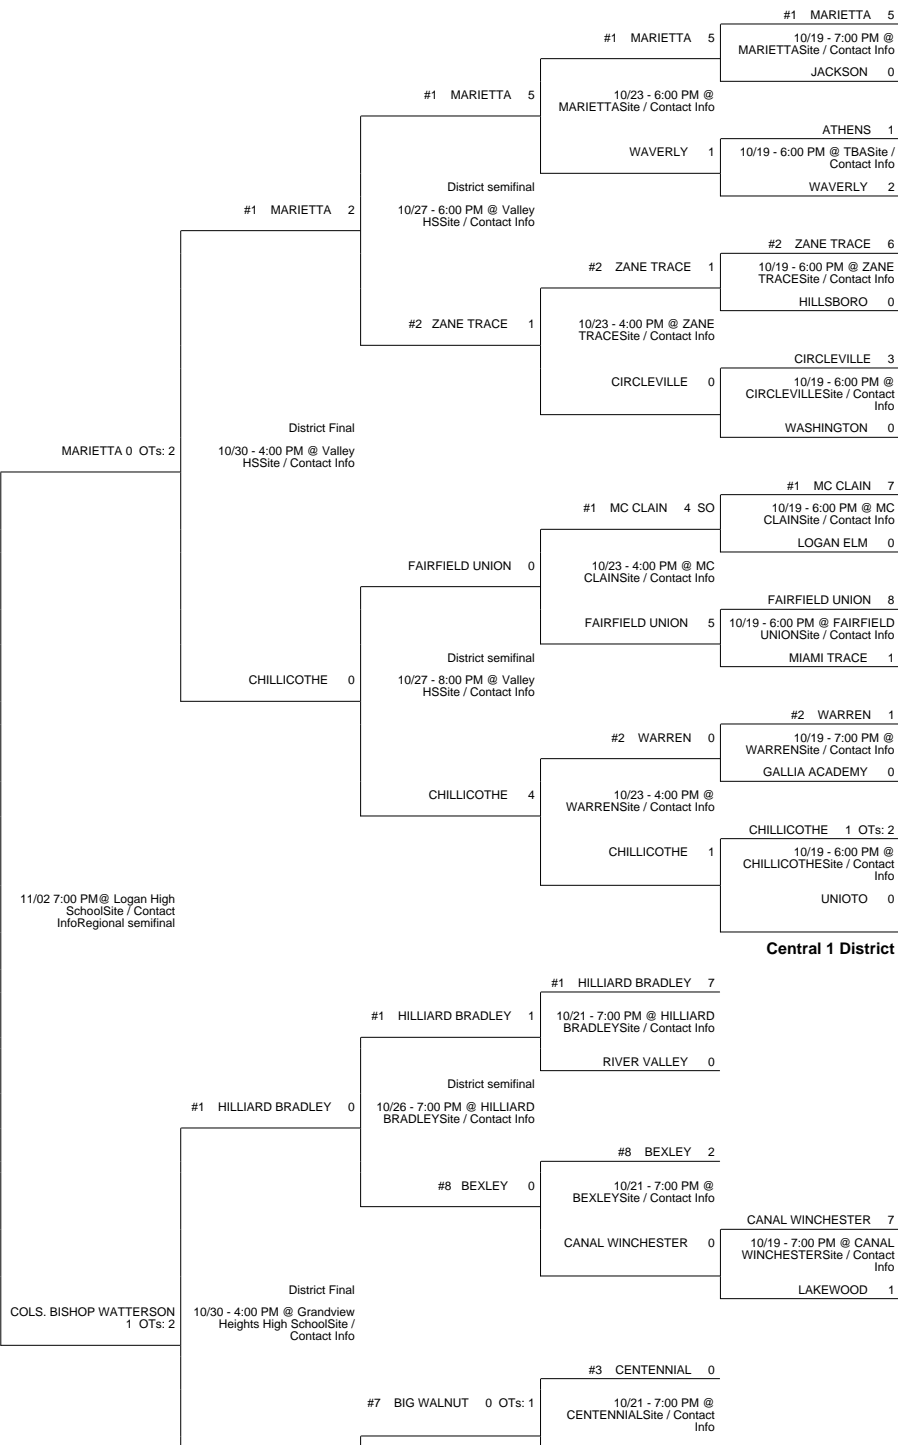 #1 MARIETTA 5
10/19 - 7:00 PM @
MARIETTASite / Contact Info
JACKSON 0
#1 MARIETTA 5
10/23 - 6:00 PM @
MARIETTASite / Contact Info
ATHENS 1
10/19 - 6:00 PM @ TBASite /
Contact Info
WAVERLY 2
WAVERLY 1
#1 MARIETTA 5
District semifinal
10/27 - 6:00 PM @ Valley
HSSite / Contact Info
#2 ZANE TRACE 6
10/19 - 6:00 PM @ ZANE
TRACESite / Contact Info
HILLSBORO 0
#2 ZANE TRACE 1
10/23 - 4:00 PM @ ZANE
TRACESite / Contact Info
CIRCLEVILLE 3
10/19 - 6:00 PM @
CIRCLEVILLESite / Contact
Info
WASHINGTON 0
CIRCLEVILLE 0
#2 ZANE TRACE 1
#1 MARIETTA 2
District Final
10/30 - 4:00 PM @ Valley
HSSite / Contact Info
MARIETTA 0 OTs: 2
#1 MC CLAIN 7
10/19 - 6:00 PM @ MC
CLAINSite / Contact Info
LOGAN ELM 0
#1 MC CLAIN 4 SO
10/23 - 4:00 PM @ MC
CLAINSite / Contact Info
FAIRFIELD UNION 8
10/19 - 6:00 PM @ FAIRFIELD
UNIONSite / Contact Info
MIAMI TRACE 1
FAIRFIELD UNION 5
FAIRFIELD UNION 0
District semifinal
10/27 - 8:00 PM @ Valley
HSSite / Contact Info
CHILLICOTHE 0
#2 WARREN 1
10/19 - 7:00 PM @
WARRENSite / Contact Info
GALLIA ACADEMY 0
#2 WARREN 0
10/23 - 4:00 PM @
WARRENSite / Contact Info
CHILLICOTHE 1 OTs: 2
10/19 - 6:00 PM @
CHILLICOTHESite / Contact
Info
UNIOTO 0
CHILLICOTHE 1
CHILLICOTHE 4
11/02 7:00 PM@ Logan High
SchoolSite / Contact
InfoRegional semifinal
Central 1 District
#1 HILLIARD BRADLEY 7
10/21 - 7:00 PM @ HILLIARD
BRADLEYSite / Contact Info
RIVER VALLEY 0
#1 HILLIARD BRADLEY 1
District semifinal
10/26 - 7:00 PM @ HILLIARD
BRADLEYSite / Contact Info
#1 HILLIARD BRADLEY 0
#8 BEXLEY 2
10/21 - 7:00 PM @
BEXLEYSite / Contact Info
#8 BEXLEY 0
CANAL WINCHESTER 7
10/19 - 7:00 PM @ CANAL
WINCHESTERSite / Contact
Info
LAKEWOOD 1
CANAL WINCHESTER 0
District Final
10/30 - 4:00 PM @ Grandview
Heights High SchoolSite /
Contact Info
COLS. BISHOP WATTERSON
1 OTs: 2
#3 CENTENNIAL 0
10/21 - 7:00 PM @
CENTENNIALSite / Contact
Info
#7 BIG WALNUT 0 OTs: 1